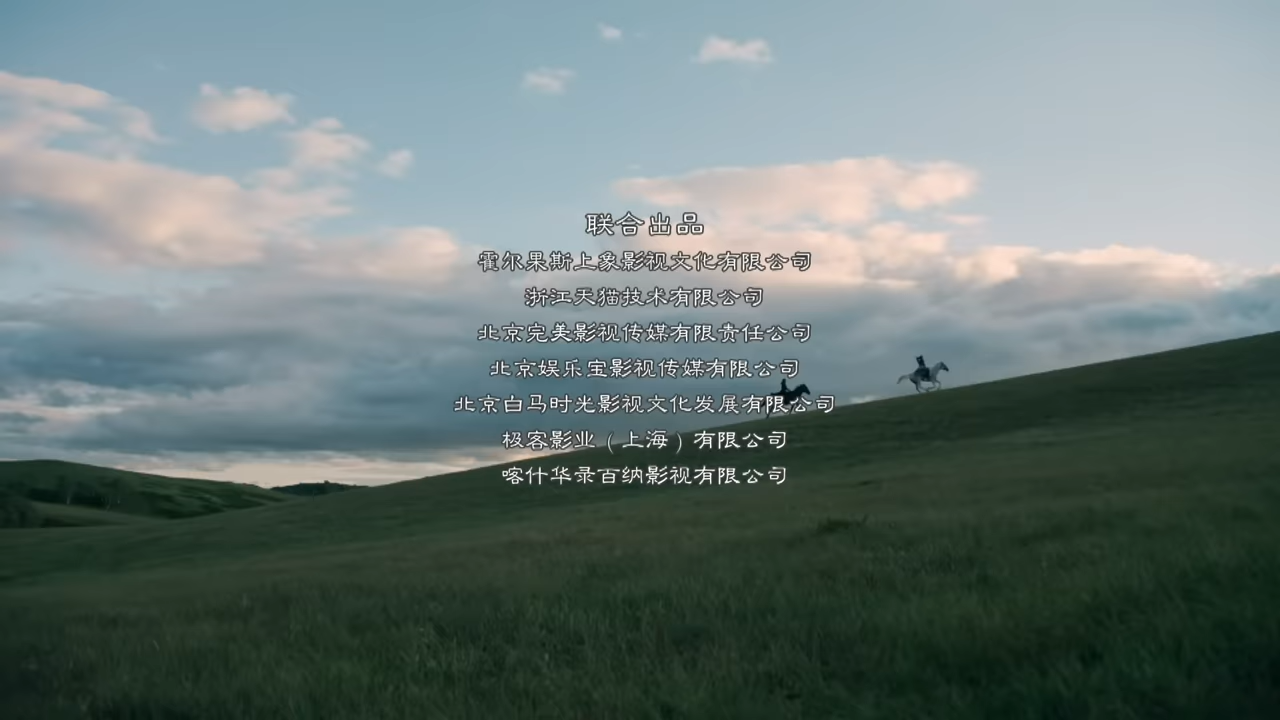 联合出品
霍尔果斯上象影视文化有限公司
浙江天猫技术有限公司
北京完美影视传媒有限责任公司
北京娱乐宝影视传媒有限公司
北京白马时光影视文化发展有限公司
极客影业（上海）有限公司
喀什华录百纳影视有限公司